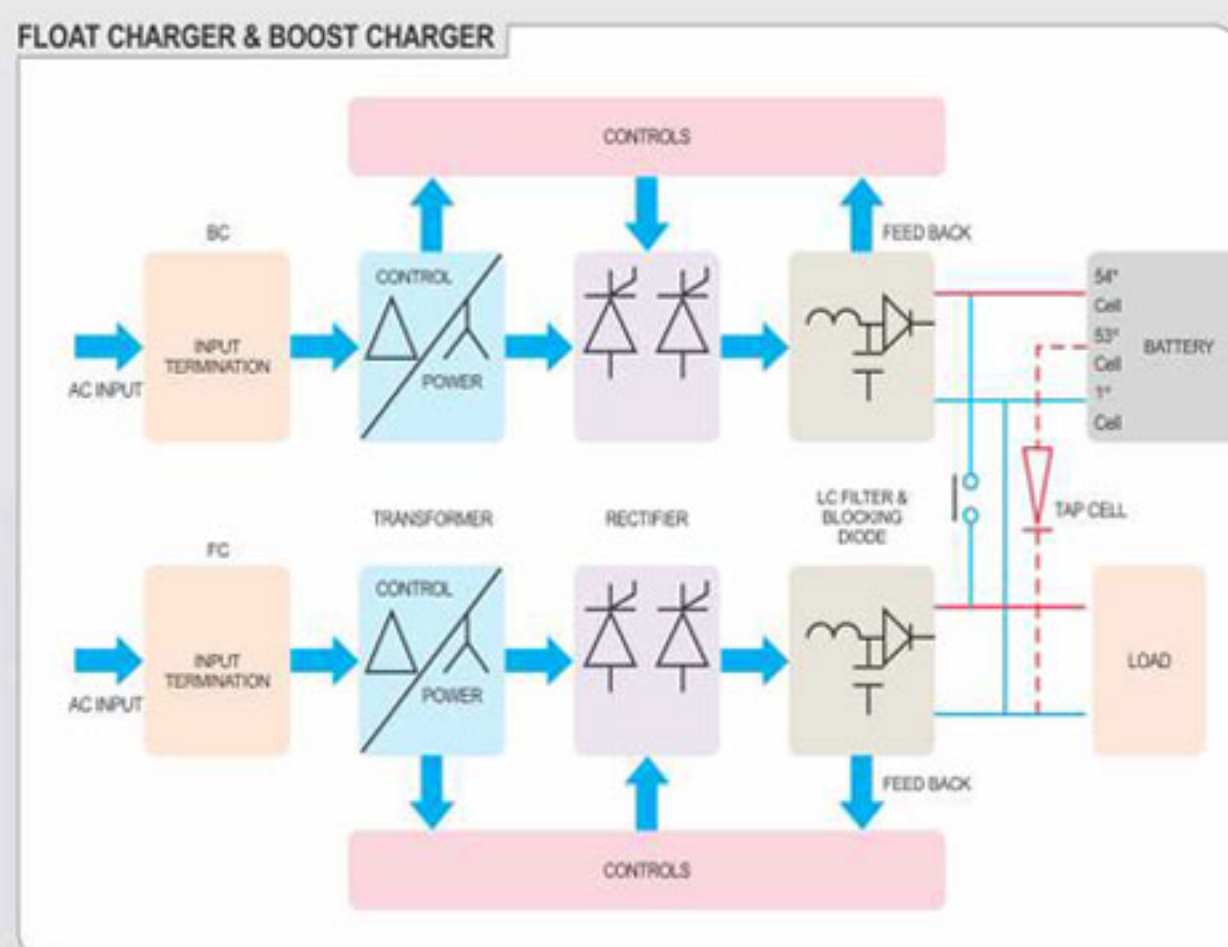 FLOAT CHARGER & BOOST CHARGER
CONTROLS
BC
FEED BACK
INPUT
TERMINATION
AC INPUT
CONTROL
POWER
54°
Cell
53°
Cell
1°
Cell
BATTERY
TRANSFORMER
RECTIFIER
LC FILTER &
BLOCKING
DIODE
TAP CELL
FC
INPUT
TERMINATION
AC INPUT
CONTROL
POWER
LOAD
FEED BACK
CONTROLS